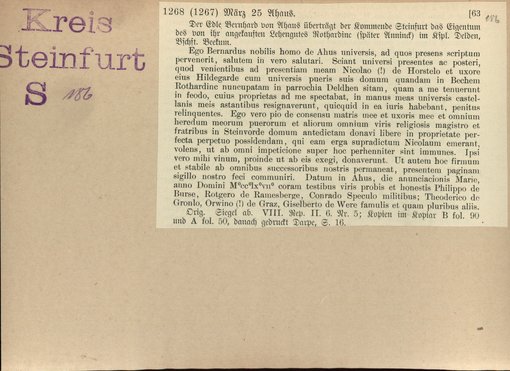 Kreis
Steinfurt
S 186
1268 (1267) März 25 Ahaus. [63
186
Der Edle Bernhard von Ahaus überträgt der Kommende Steinfurt das Eigentum
des von ihr angekauften Lehengutes Rothardinc (später Anninck) im Kspl. Delden,
Bschft. Beckum.
Ego Bernardus nobilis homo de Ahus universis, ad quos presens scriptum
pervenerit, salutem in vero salutari. Sciant universi presentes ac posteri,
quod venientibus ad presentiam meam Nicolao (!) de Horstelo et uxore
eius Hildegarde cum universis pueris suis domum quandam in Bechem
Rothardinc nuncupatam in parrochia Deldhen sitam, quam a me tenuerunt
in feodo, cuius proprietas ad me spectabat, in manus meas universis castel-
lanis meis astantibus resignaverunt, quicquid in ea iuris habebant, penitus
relinquentes. Ego vero pio de consensu matris mee et uxoris mee et omnium
heredum meorum puerorum et aliorum omnium viris religiosis magistro et
fratribus in Steinvorde domum antedictam donavi libere in proprietate per-
fecta perpetuo possidendam, qui eam erga supradictum Nicolaum emerant,
volens, ut ab omni impeticione super hoc perhenniter sint immunes. Ipsi
vero mihi vinum, proinde ut ab eis exegi, donaverunt. Ut autem hoc firmum
et stabile ab omnibus successoribus nostris permaneat, presentem paginam
sigillo nostro feci communiri. Datum in Ahus, die anunciacionis Marie,
anno Domini M°cc°lx°vii° coram testibus viris probis et honestis Philippo de
Burse, Rotgero de Ramesberge, Conrado Speculo militibus; Theoderico de
Gronlo, Orwino (!) de Graz, Giselberto de Were famulis et quam pluribus aliis.
Orig. Siegel ab. VIII. Rep. II. 6. Nr. 5; Kopien im Kopiar B fol. 90
und A fol. 50, danach gedruckt Darpe, S. 16.